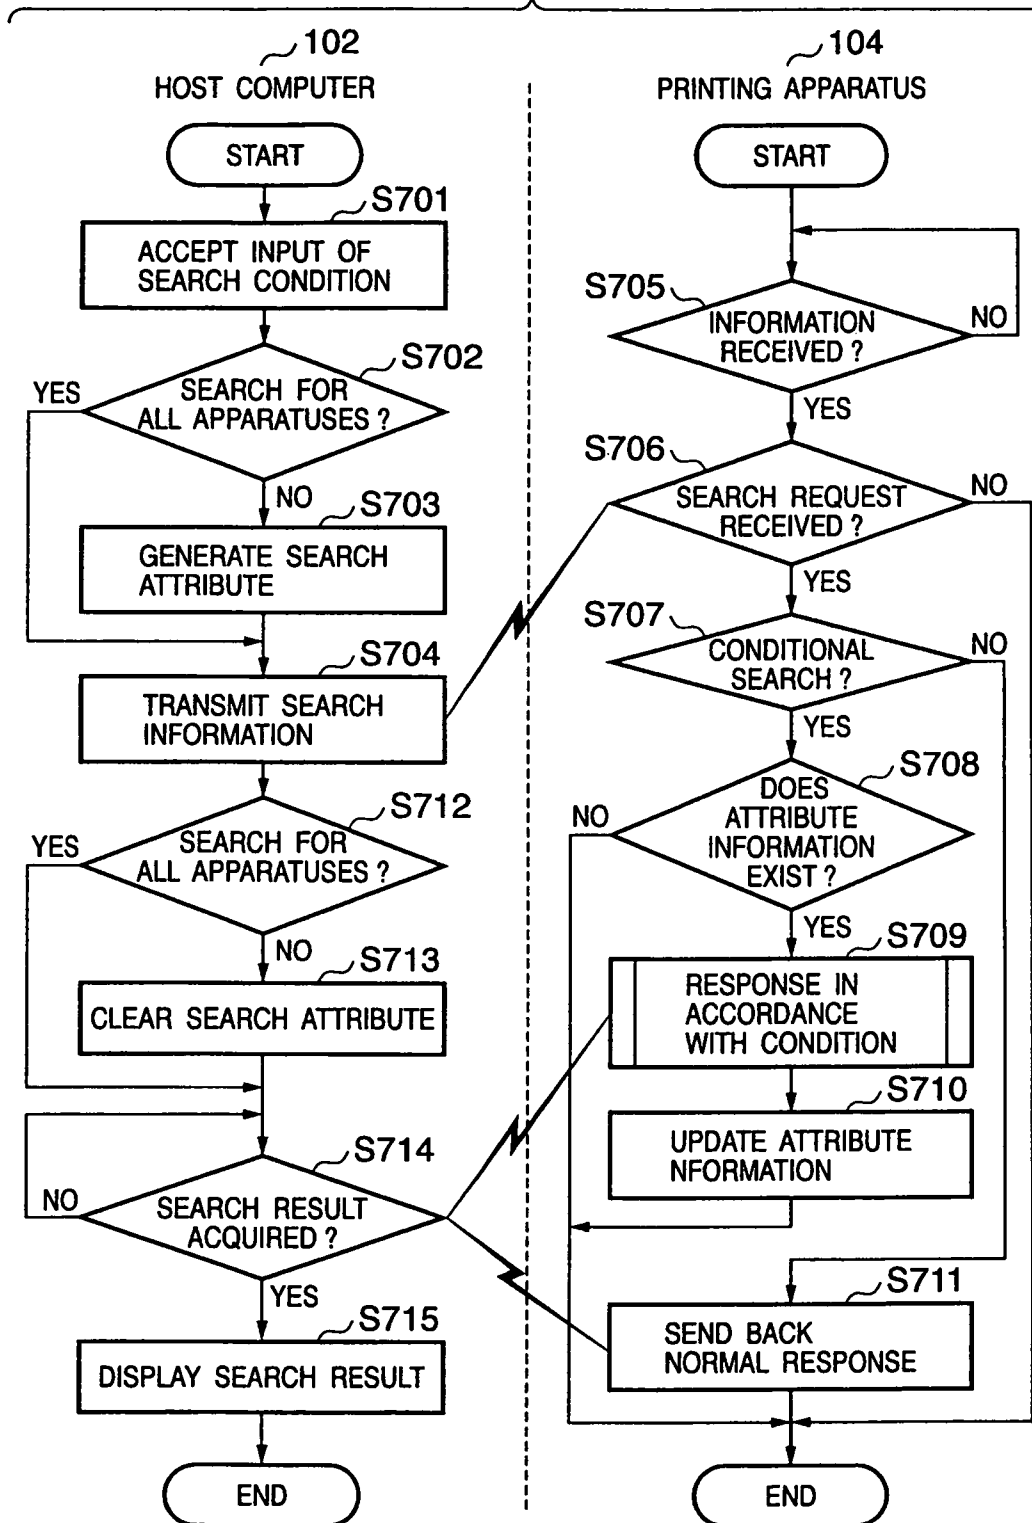 102
HOST COMPUTER
START
S701
ACCEPT INPUT OF
SEARCH CONDITION
S702
YES
SEARCH FOR
ALL APPARATUSES ?
NO
S703
GENERATE SEARCH
ATTRIBUTE
S704
TRANSMIT SEARCH
INFORMATION
S712
YES
SEARCH FOR
ALL APPARATUSES ?
NO
S713
CLEAR SEARCH ATTRIBUTE
S714
NO
SEARCH RESULT
ACQUIRED ?
YES
S715
DISPLAY SEARCH RESULT
END
104
PRINTING APPARATUS
START
S705
INFORMATION
RECEIVED ?
NO
YES
S706
SEARCH REQUEST
RECEIVED ?
NO
YES
S707
CONDITIONAL
SEARCH ?
NO
YES
S708
DOES
ATTRIBUTE
INFORMATION
EXIST ?
NO
YES
S709
RESPONSE IN
ACCORDANCE
WITH CONDITION
S710
UPDATE ATTRIBUTE
NFORMATION
S711
SEND BACK
NORMAL RESPONSE
END